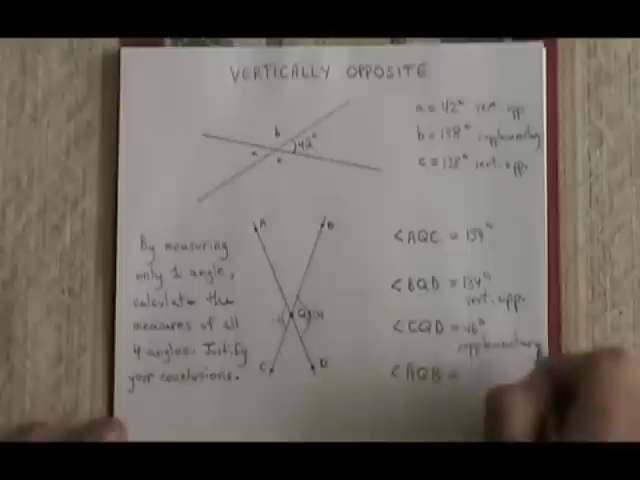 VERTICALLY OPPOSITE
a = 42° vert. opp.
b = 138° supplementary
c = 138° vert. opp.
b
42°
a
c
A
B
By measuring
only 1 angle,
calculate the
measures of all
4 angles. Justify
your conclusions.
Q
C
D
<AQC = 134°
<BQD = 134°
vert. opp.
<CQD = 46°
supplementary
<AQB =